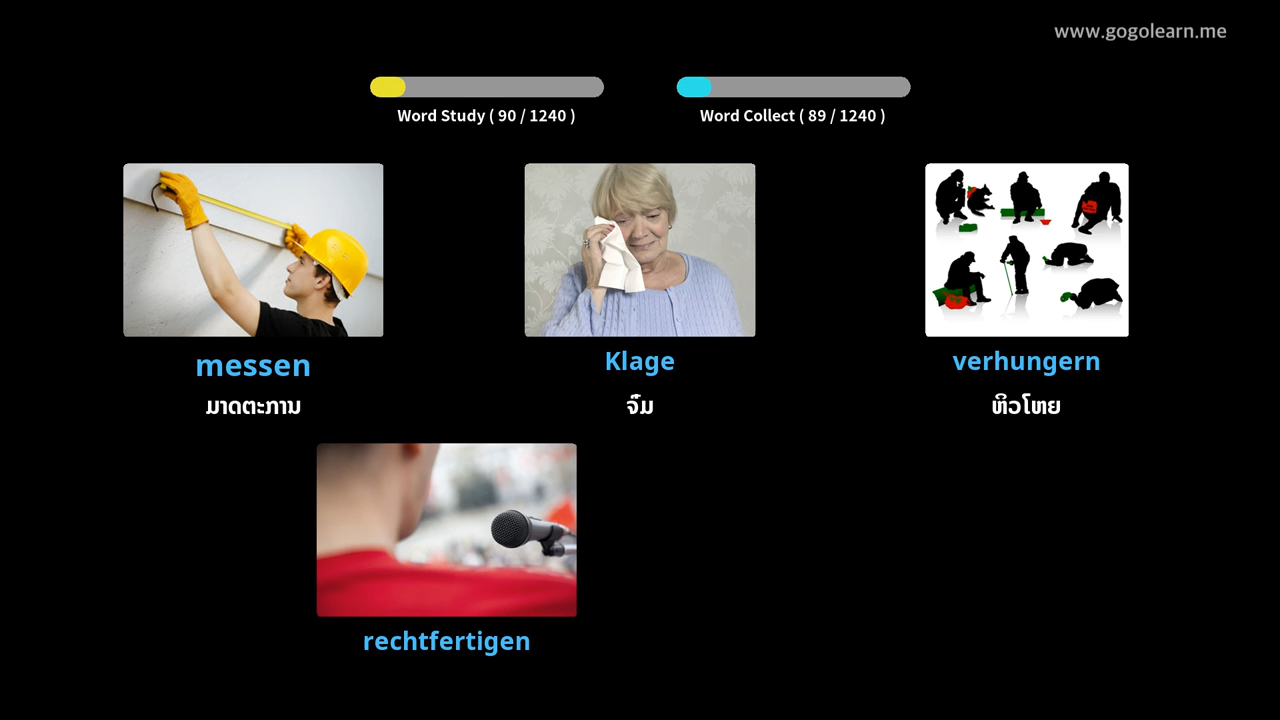 www.gogolearn.me
Word Study ( 90 / 1240 )
Word Collect ( 89 / 1240 )
messen
Klage
verhungern
ມາດຕະການ
ຈົ່ມ
ຫິວໂຫຍ
rechtfertigen